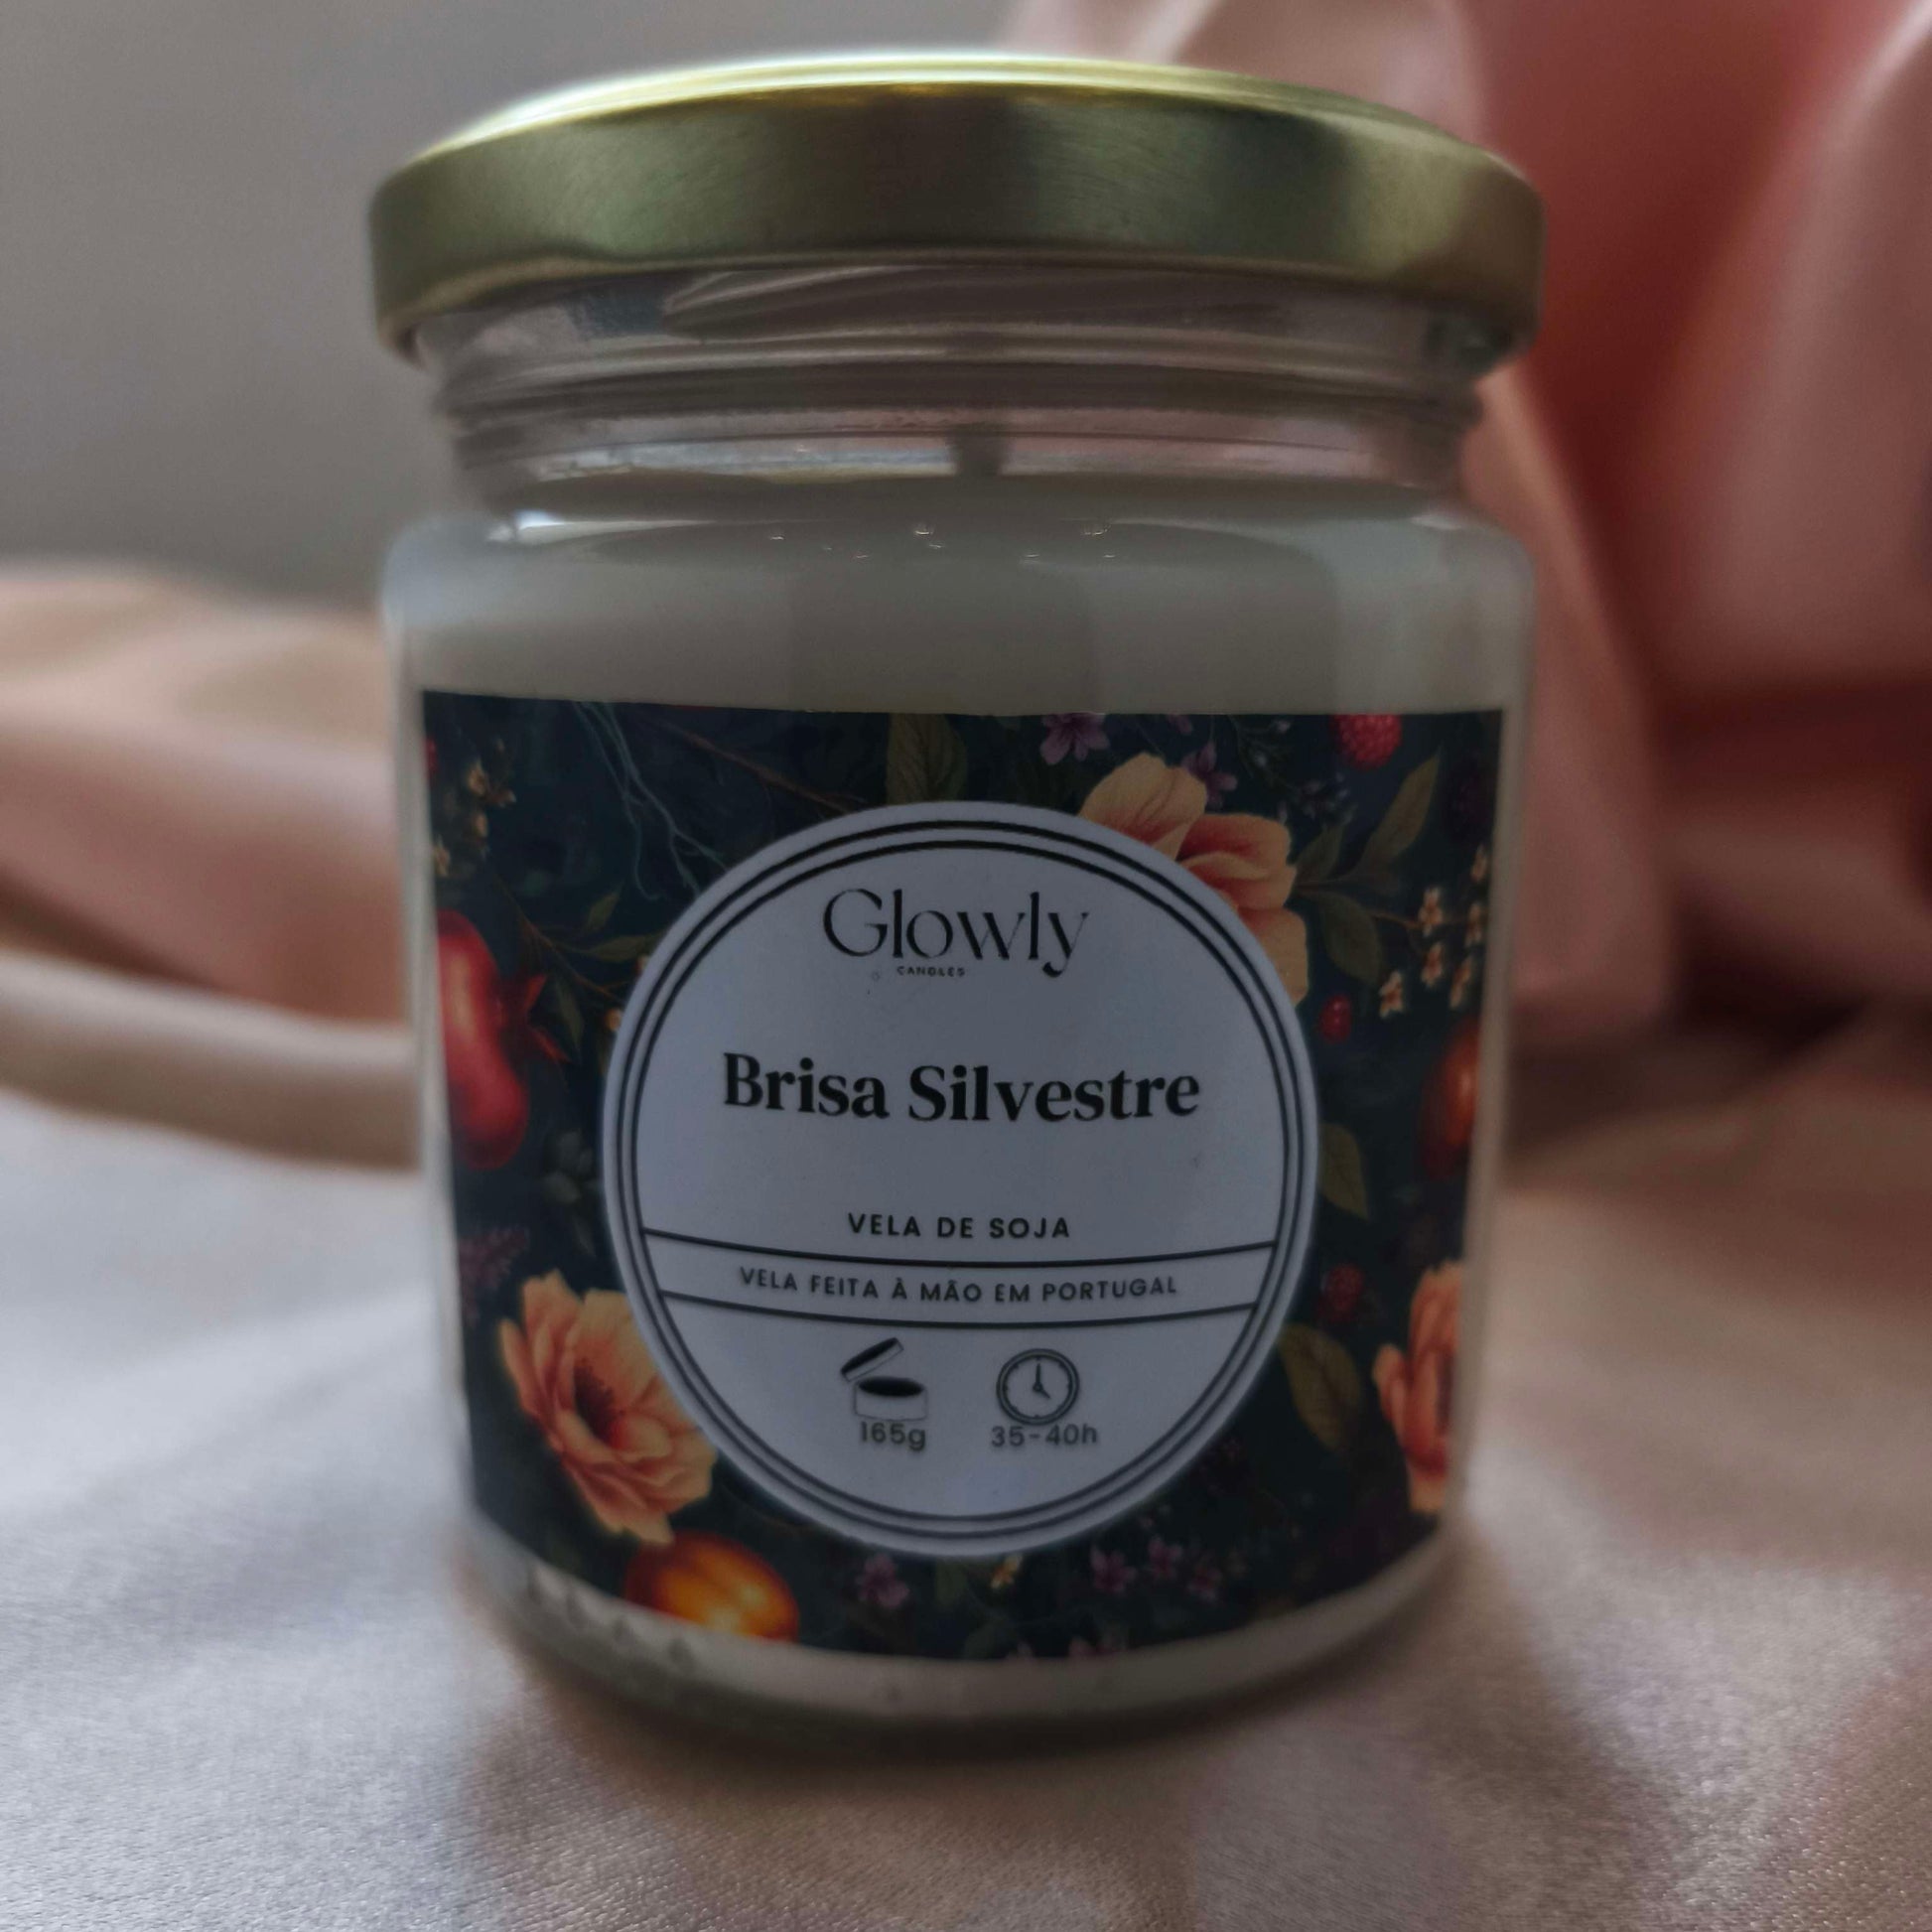 Glowly
CANDLES
Brisa Silvestre
VELA DE SOJA
VELA FEITA À MÃO EM PORTUGAL
165g 35-40h